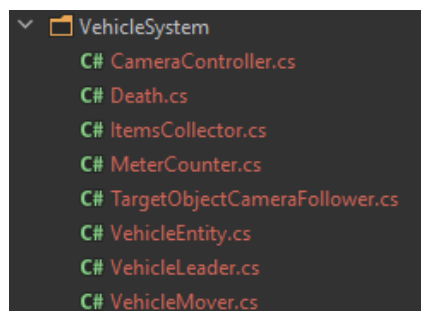 VehicleSystem
C# CameraController.cs
C# Death.cs
C# ItemsCollector.cs
C# MeterCounter.cs
C# TargetObjectCameraFollower.cs
C# VehicleEntity.cs
C# VehicleLeader.cs
C# VehicleMover.cs